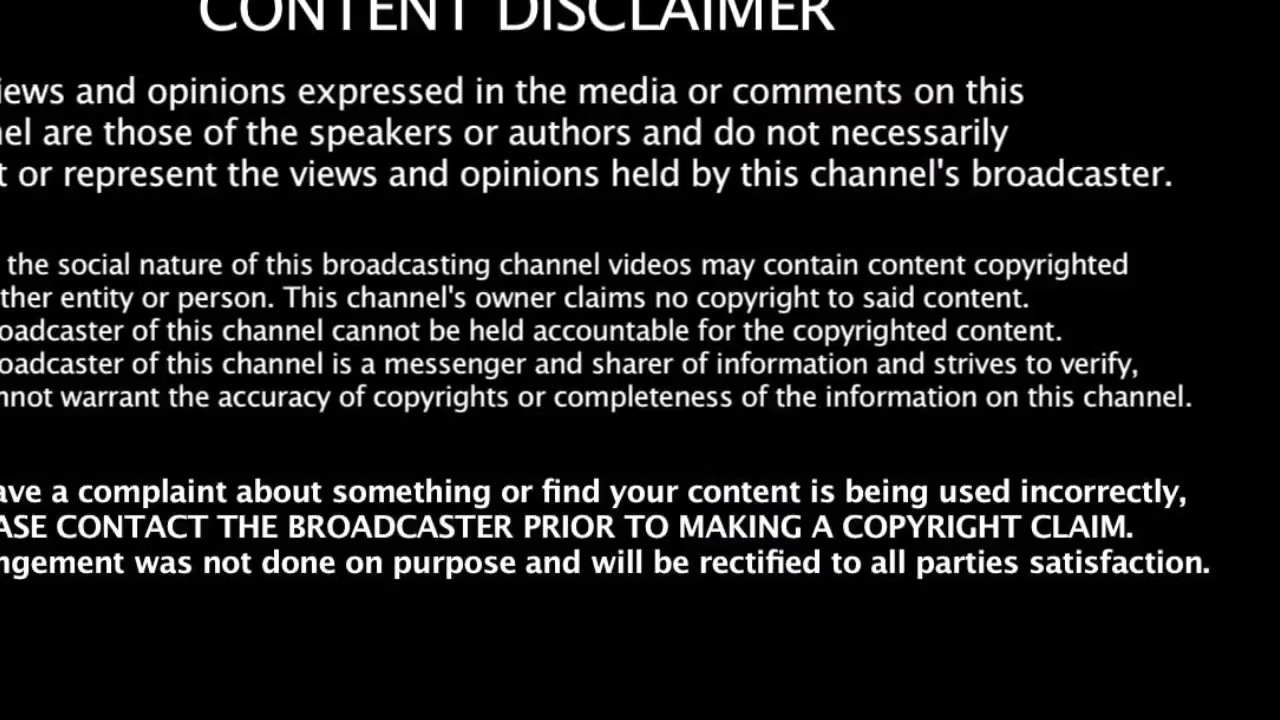 CONTENT DISCLAIMER
iews and opinions expressed in the media or comments on this
nel are those of the speakers or authors and do not necessarily
t or represent the views and opinions held by this channel's broadcaster.
the social nature of this broadcasting channel videos may contain content copyrighted
ther entity or person. This channel's owner claims no copyright to said content.
oadcaster of this channel cannot be held accountable for the copyrighted content.
oadcaster of this channel is a messenger and sharer of information and strives to verify,
nnot warrant the accuracy of copyrights or completeness of the information on this channel.
ave a complaint about something or find your content is being used incorrectly,
ASE CONTACT THE BROADCASTER PRIOR TO MAKING A COPYRIGHT CLAIM.
ngement was not done on purpose and will be rectified to all parties satisfaction.